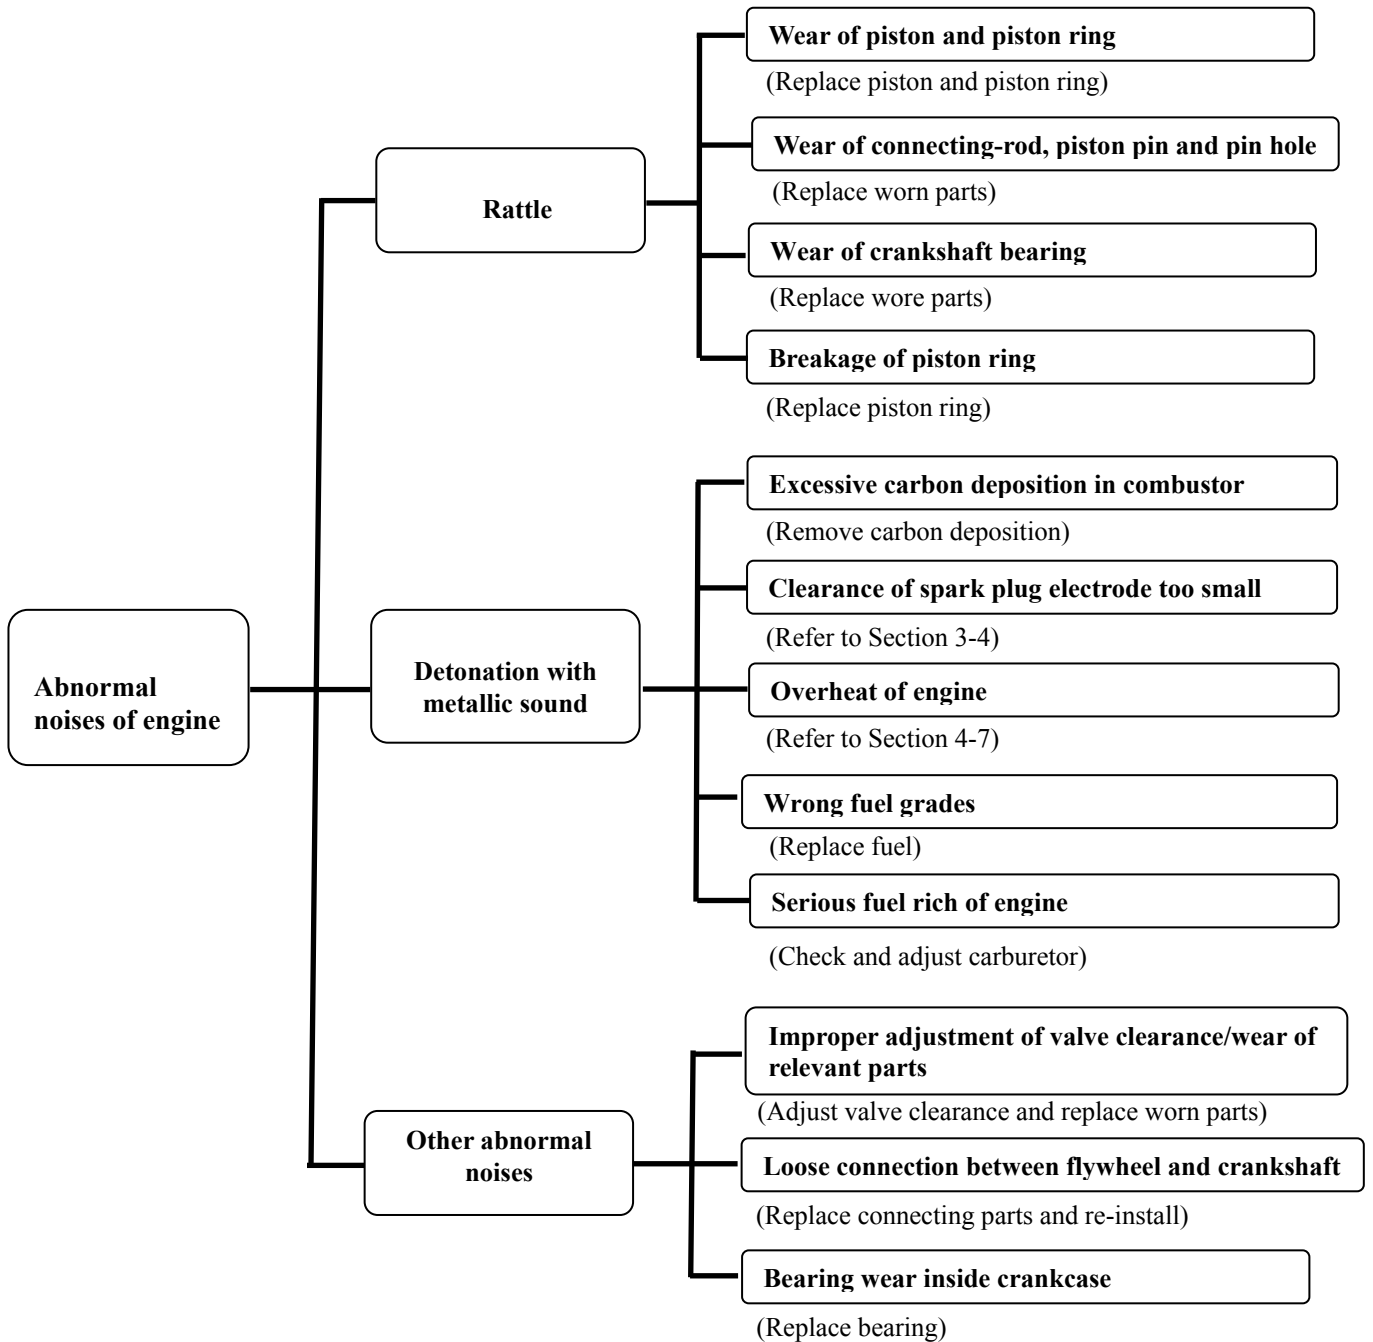 Abnormal
noises of engine
Rattle
Wear of piston and piston ring
(Replace piston and piston ring)
Wear of connecting-rod, piston pin and pin hole
(Replace worn parts)
Wear of crankshaft bearing
(Replace wore parts)
Breakage of piston ring
(Replace piston ring)
Detonation with
metallic sound
Excessive carbon deposition in combustor
(Remove carbon deposition)
Clearance of spark plug electrode too small
(Refer to Section 3-4)
Overheat of engine
(Refer to Section 4-7)
Wrong fuel grades
(Replace fuel)
Serious fuel rich of engine
(Check and adjust carburetor)
Other abnormal
noises
Improper adjustment of valve clearance/wear of
relevant parts
(Adjust valve clearance and replace worn parts)
Loose connection between flywheel and crankshaft
(Replace connecting parts and re-install)
Bearing wear inside crankcase
(Replace bearing)